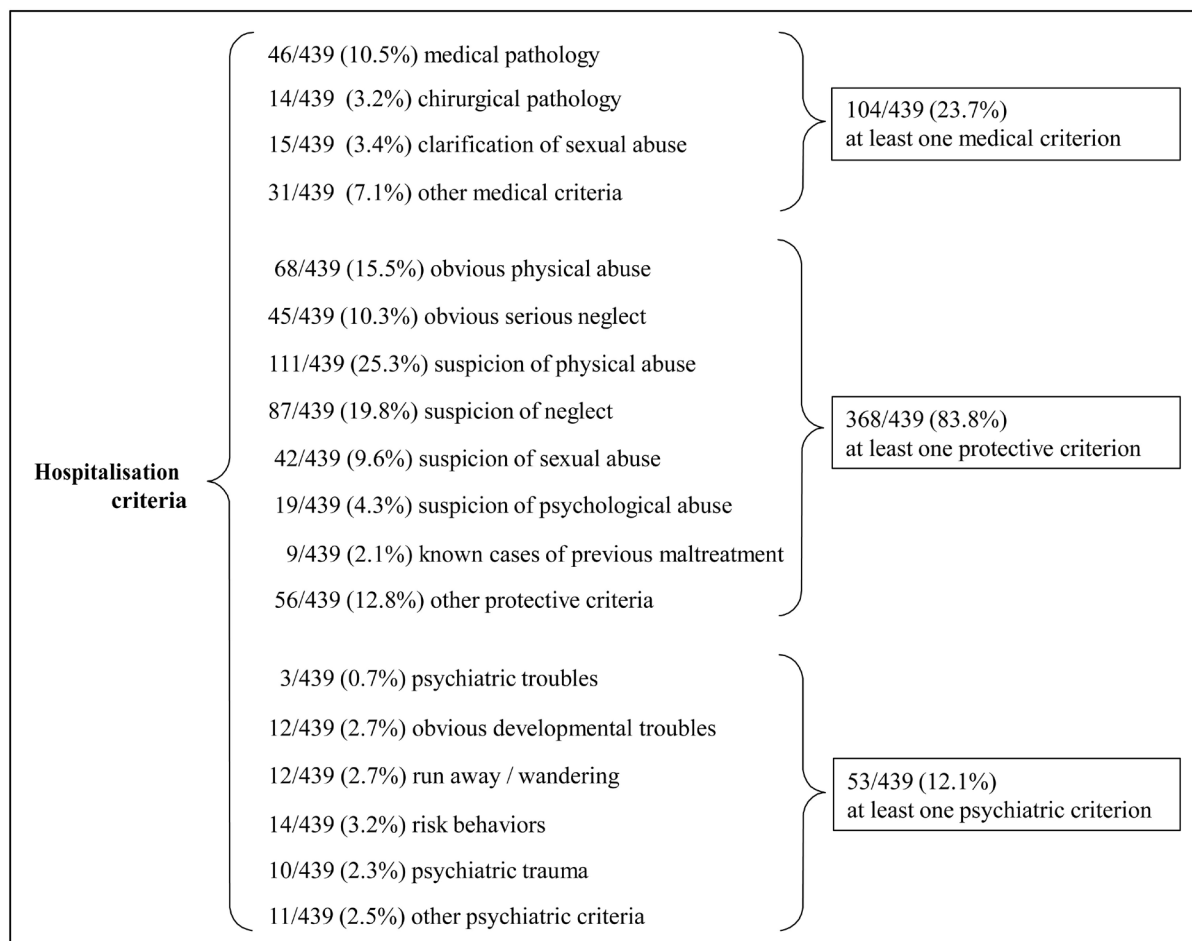 46/439 (10.5%) medical pathology
14/439 (3.2%) chirurgical pathology
15/439 (3.4%) clarification of sexual abuse
31/439 (7.1%) other medical criteria
104/439 (23.7%)
at least one medical criterion
68/439 (15.5%) obvious physical abuse
45/439 (10.3%) obvious serious neglect
111/439 (25.3%) suspicion of physical abuse
87/439 (19.8%) suspicion of neglect
42/439 (9.6%) suspicion of sexual abuse
19/439 (4.3%) suspicion of psychological abuse
9/439 (2.1%) known cases of previous maltreatment
56/439 (12.8%) other protective criteria
368/439 (83.8%)
at least one protective criterion
Hospitalisation
criteria
3/439 (0.7%) psychiatric troubles
12/439 (2.7%) obvious developmental troubles
12/439 (2.7%) run away / wandering
14/439 (3.2%) risk behaviors
10/439 (2.3%) psychiatric trauma
11/439 (2.5%) other psychiatric criteria
53/439 (12.1%)
at least one psychiatric criterion